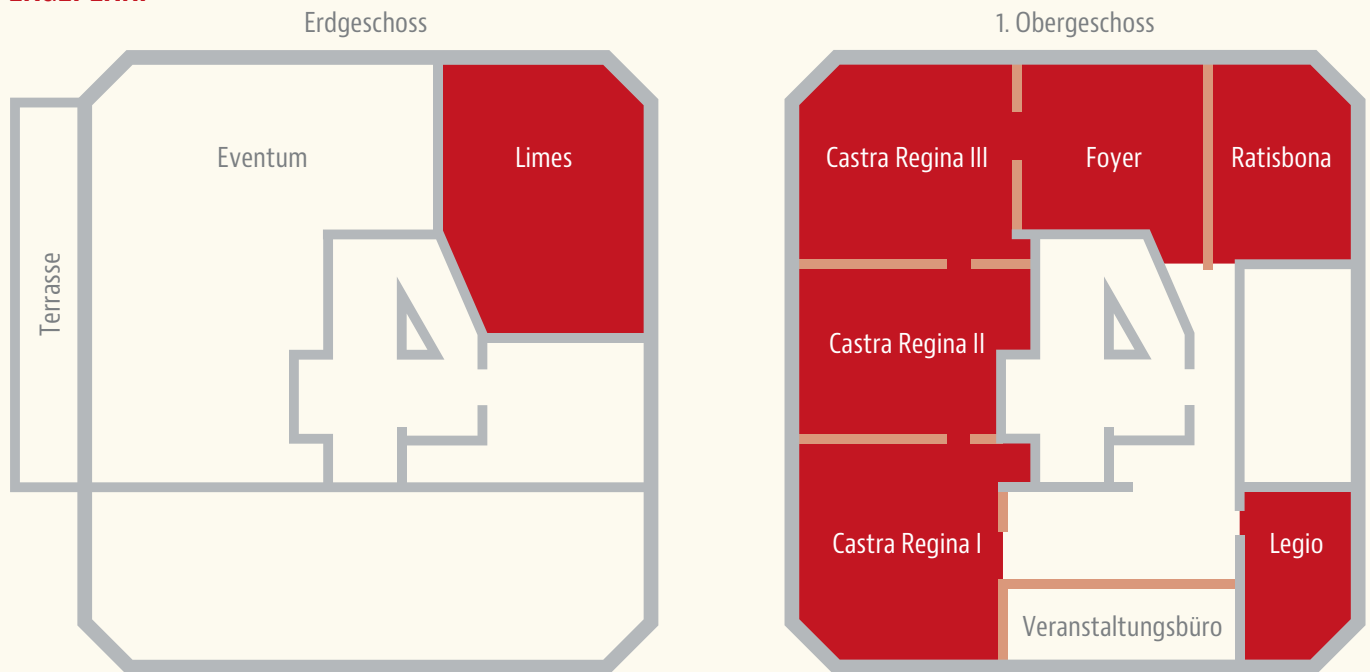 Erdgeschoss
1. Obergeschoss
Eventum
Limes
Terrasse
Castra Regina III
Foyer
Ratisbona
Castra Regina II
Castra Regina I
Legio
Veranstaltungsbüro